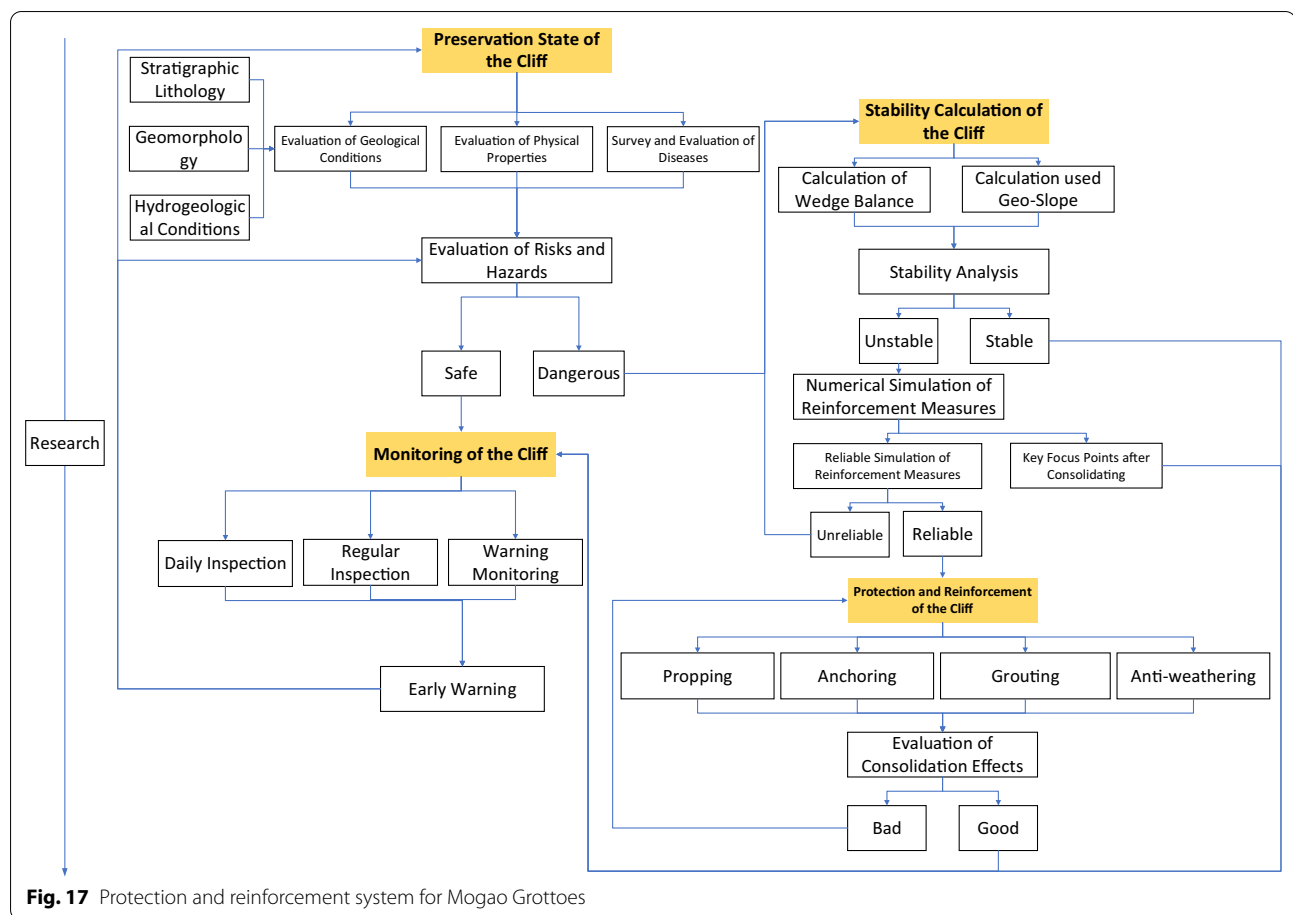 Preservation State of
the Cliff
Stratigraphic
Lithology
Geomorpholo
gy
Hydrogeologi
cal Conditions
Evaluation of Geological
Conditions
Evaluation of Physical
Properties
Survey and Evaluation of
Diseases
Evaluation of Risks and
Hazards
Safe
Dangerous
Research
Monitoring of the Cliff
Daily Inspection
Regular
Inspection
Warning
Monitoring
Early Warning
Stability Calculation of
the Cliff
Calculation of
Wedge Balance
Calculation used
Geo-Slope
Stability Analysis
Unstable
Stable
Numerical Simulation of
Reinforcement Measures
Reliable Simulation of
Reinforcement Measures
Key Focus Points after
Consolidating
Unreliable
Reliable
Protection and Reinforcement
of the Cliff
Propping
Anchoring
Grouting
Anti-weathering
Evaluation of
Consolidation Effects
Bad
Good
Fig. 17 Protection and reinforcement system for Mogao Grottoes